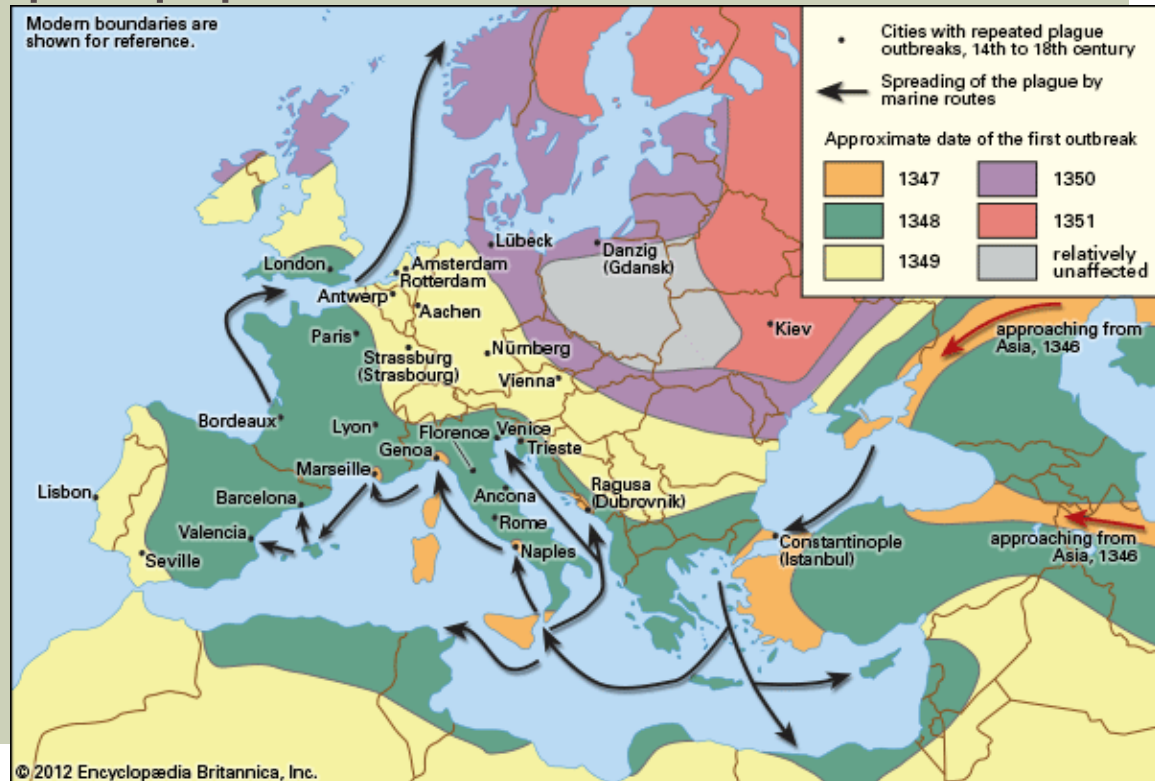 Modern boundaries are
shown for reference.
Cities with repeated plague
outbreaks, 14th to 18th century
Spreading of the plague by
marine routes
Approximate date of the first outbreak
1347
1350
1348
1351
1349
relatively
unaffected
Lübeck
Danzig
(Gdansk)
London
Amsterdam
Rotterdam
Antwerp
Aachen
Kiev
approaching from
Asia, 1346
Paris
Strassburg
(Strasbourg)
Nürnberg
Vienna
Bordeaux
Lyon
Florence
Venice
Genoa
Trieste
Marseille
Lisbon
Barcelona
Ancona
Ragusa
(Dubrovnik)
Valencia
Rome
Seville
Naples
Constantinople
(Istanbul)
approaching from
Asia, 1346
© 2012 Encyclopædia Britannica, Inc.